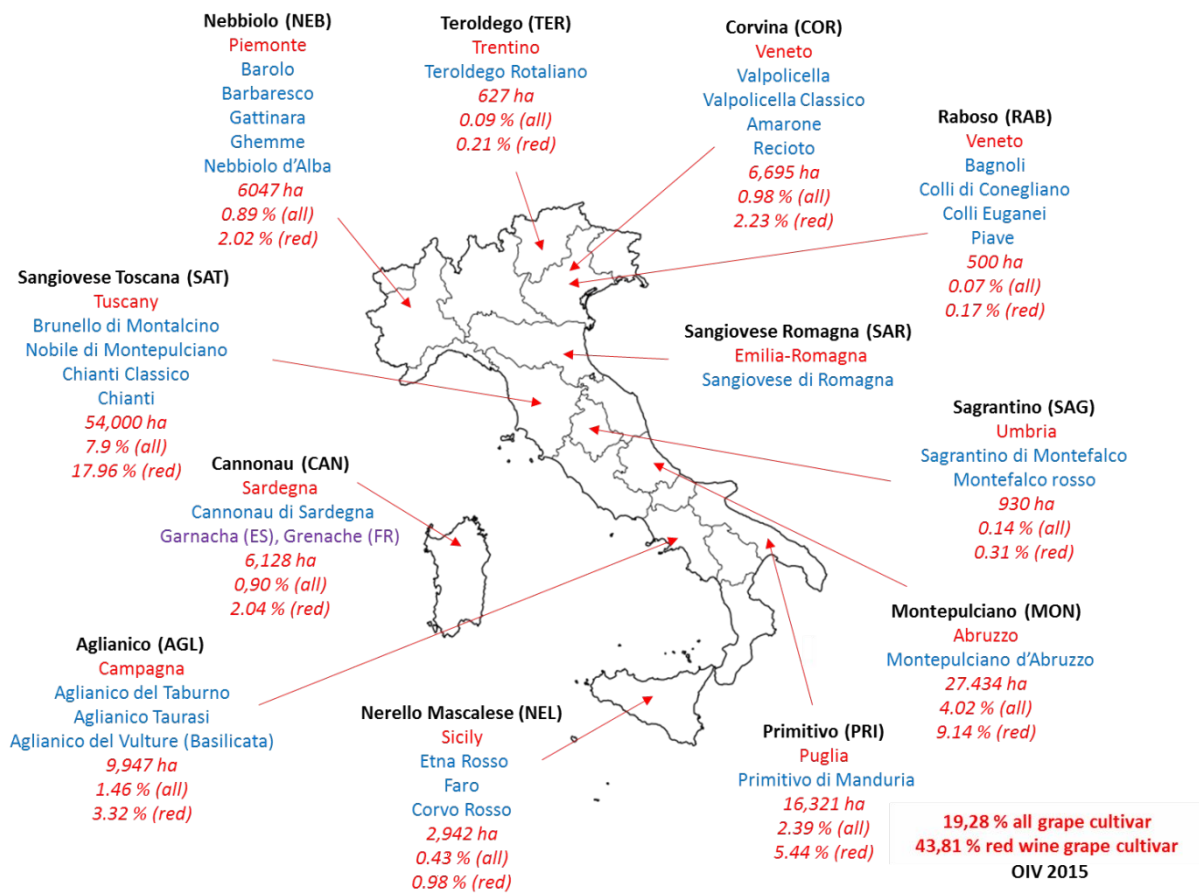 Nebbiolo (NEB)
Piemonte
Barolo
Barbaresco
Gattinara
Ghemme
Nebbiolo d’Alba
6047 ha
0.89 % (all)
2.02 % (red)
Teroldego (TER)
Trentino
Teroldego Rotaliano
627 ha
0.09 % (all)
0.21 % (red)
Corvina (COR)
Veneto
Valpolicella
Valpolicella Classico
Amarone
Recioto
6,695 ha
0.98 % (all)
2.23 % (red)
Raboso (RAB)
Veneto
Bagnoli
Colli di Conegliano
Colli Euganei
Piave
500 ha
0.07 % (all)
0.17 % (red)
Sangiovese Toscana (SAT)
Tuscany
Brunello di Montalcino
Nobile di Montepulciano
Chianti Classico
Chianti
54,000 ha
7.9 % (all)
17.96 % (red)
Sangiovese Romagna (SAR)
Emilia-Romagna
Sangiovese di Romagna
Sagrantino (SAG)
Umbria
Sagrantino di Montefalco
Montefalco rosso
930 ha
0.14 % (all)
0.31 % (red)
Cannonau (CAN)
Sardegna
Cannonau di Sardegna
Garnacha (ES), Grenache (FR)
6,128 ha
0,90 % (all)
2.04 % (red)
Aglianico (AGL)
Campagna
Aglianico del Taburno
Aglianico Taurasi
Aglianico del Vulture (Basilicata)
9,947 ha
1.46 % (all)
3.32 % (red)
Nerello Mascalese (NEL)
Sicily
Etna Rosso
Faro
Corvo Rosso
2,942 ha
0.43 % (all)
0.98 % (red)
Primitivo (PRI)
Puglia
Primitivo di Manduria
16,321 ha
2.39 % (all)
5.44 % (red)
Montepulciano (MON)
Abruzzo
Montepulciano d’Abruzzo
27.434 ha
4.02 % (all)
9.14 % (red)
19,28 % all grape cultivar
43,81 % red wine grape cultivar
OIV 2015